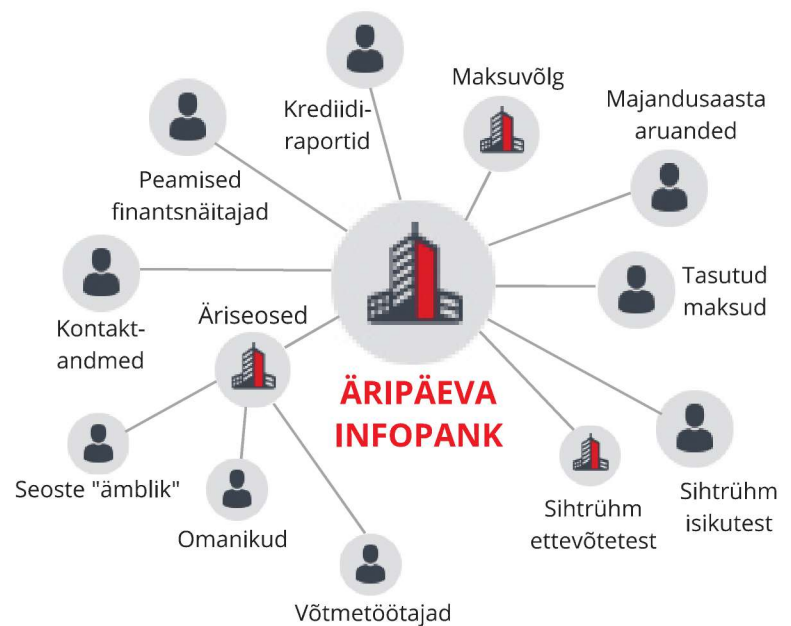 Krediidi-
raportid
Maksuvõlg
Majandusaasta
aruanded
Peamised
finantsnäitajad
Tasutud
maksud
Kontakt-
andmed
Äriseosed
ÄRIPÄEVA
INFOPANK
Seoste "ämblik"
Omanikud
Võtmetöötajad
Sihtrühm
ettevõtetest
Sihtrühm
isikutest